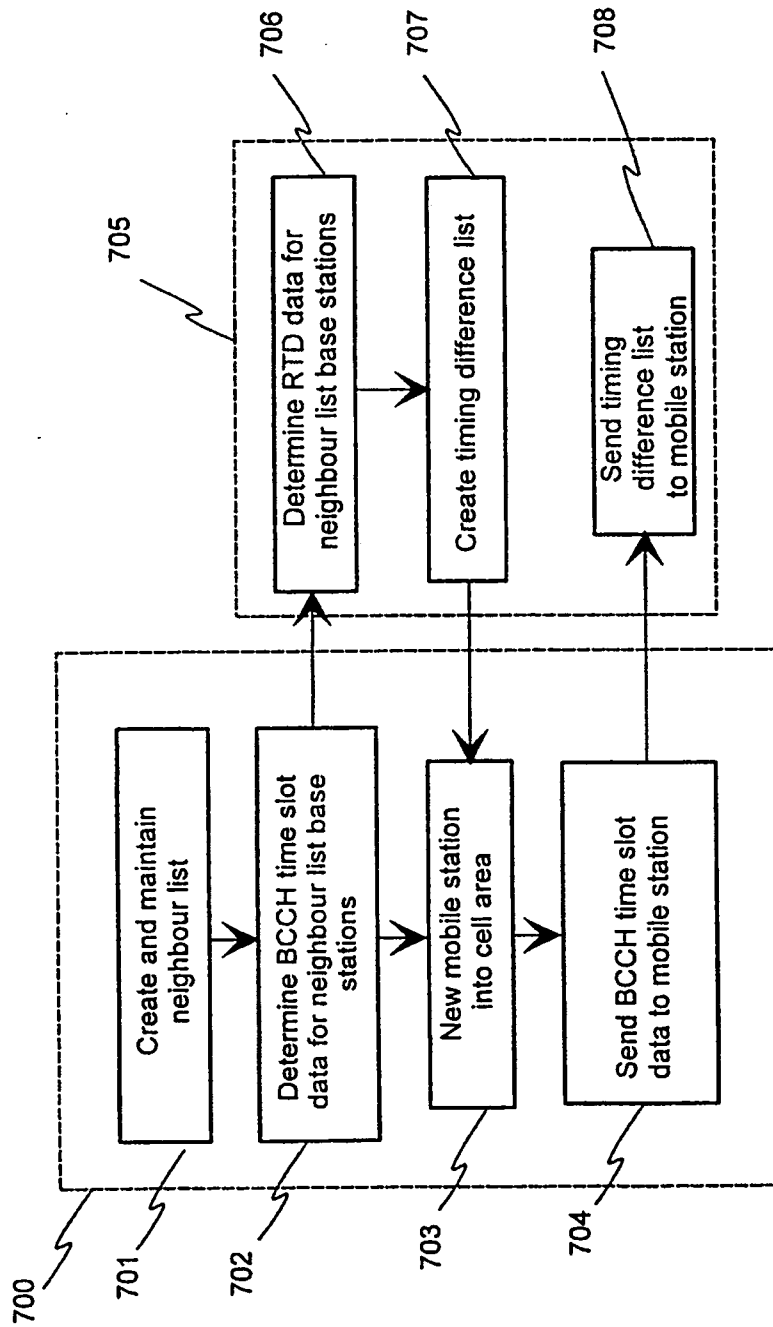 700
701
Create and maintain
neighbour list
702
Determine BCCH time slot
data for neighbour list base
stations
703
New mobile station
into cell area
704
Send BCCH time slot
data to mobile station
705
706
Determine RTD data for
neighbour list base stations
707
Create timing difference list
708
Send timing
difference list
to mobile station